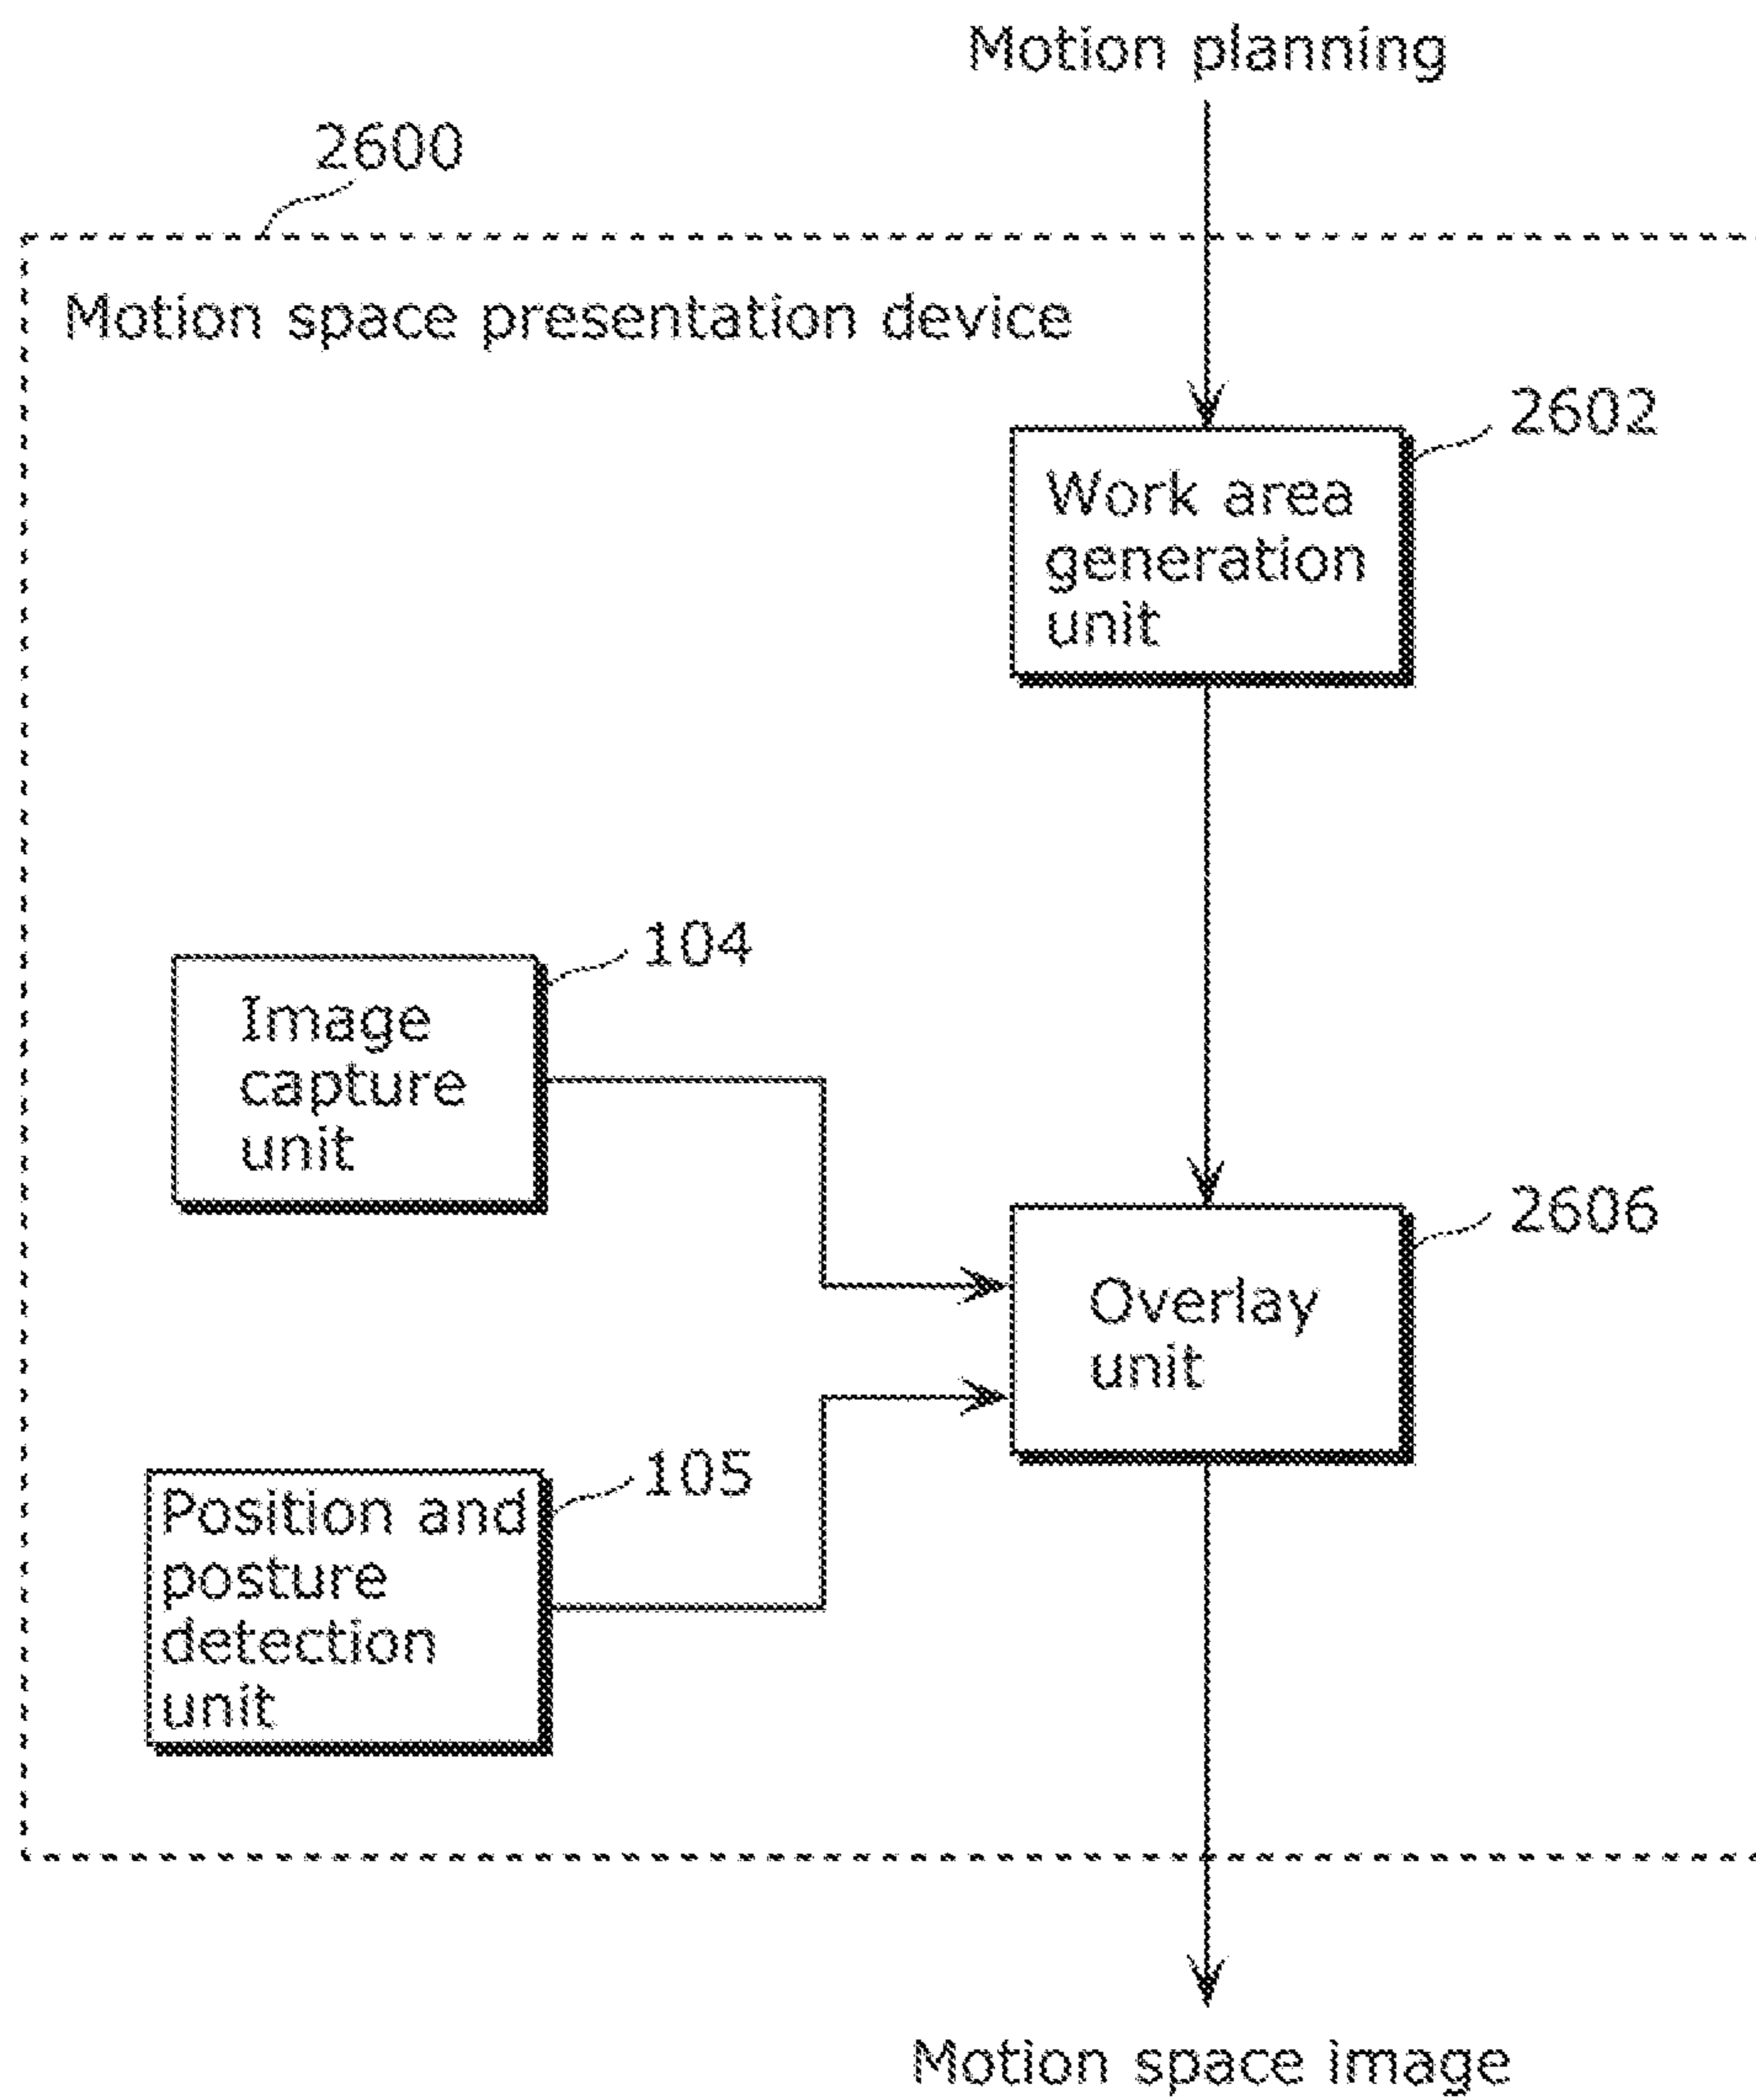 Motion planning
2600
Motion space presentation device
2602
Work area
generation
unit
104
Image
capture
unit
2606
Overlay
unit
105
Position and
posture
detection
unit
Motion space image